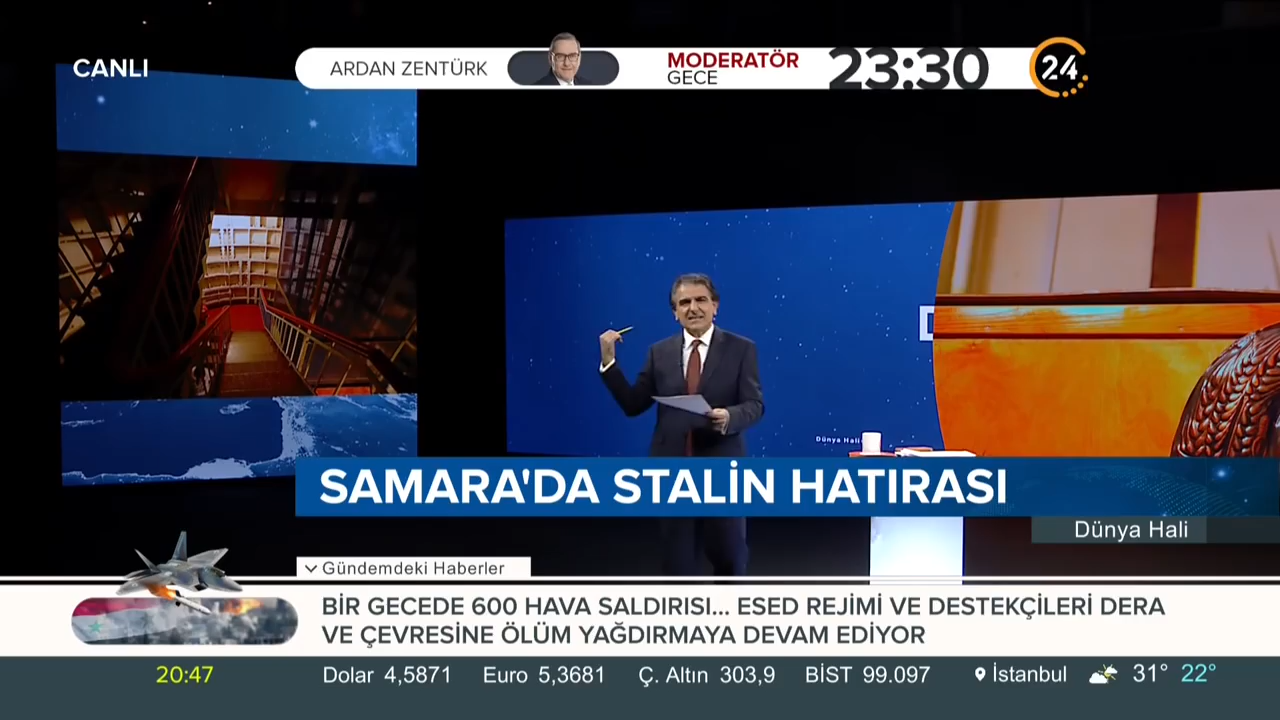 CANLI
ARDAN ZENTÜRK
MODERATÖR
GECE
23:30
24
Dünya Hali
SAMARA'DA STALİN HATIRASI
Dünya Hali
Gündemdeki Haberler
BİR GECEDE 600 HAVA SALDIRISI... ESED REJİMİ VE DESTEKÇİLERİ DERA
VE ÇEVRESİNE ÖLÜM YAĞDIRMAYA DEVAM EDİYOR
20:47 Dolar 4,5871 Euro 5,3681 Ç. Altın 303,9 BİST 99.097 İstanbul 31° 22°